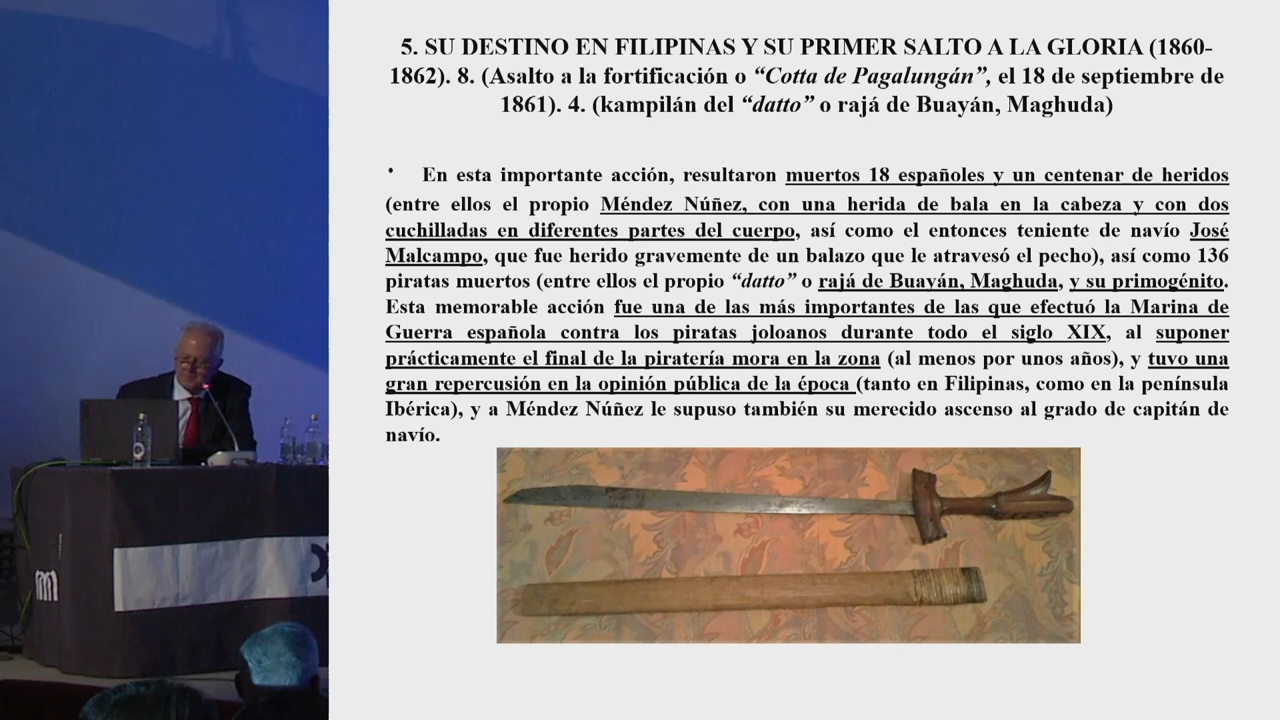 5. SU DESTINO EN FILIPINAS Y SU PRIMER SALTO A LA GLORIA (1860-
1862). 8. (Asalto a la fortificación o “Cotta de Pagalungán”, el 18 de septiembre de
1861). 4. (kampilán del “datto” o rajá de Buayán, Maghuda)
• En esta importante acción, resultaron muertos 18 españoles y un centenar de heridos
(entre ellos el propio Méndez Núñez, con una herida de bala en la cabeza y con dos
cuchilladas en diferentes partes del cuerpo, así como el entonces teniente de navío José
Malcampo, que fue herido gravemente de un balazo que le atravesó el pecho), así como 136
piratas muertos (entre ellos el propio “datto” o rajá de Buayán, Maghuda, y su primogénito.
Esta memorable acción fue una de las más importantes de las que efectuó la Marina de
Guerra española contra los piratas joloanos durante todo el siglo XIX, al suponer
prácticamente el final de la piratería mora en la zona (al menos por unos años), y tuvo una
gran repercusión en la opinión pública de la época (tanto en Filipinas, como en la península
Ibérica), y a Méndez Núñez le supuso también su merecido ascenso al grado de capitán de
navío.